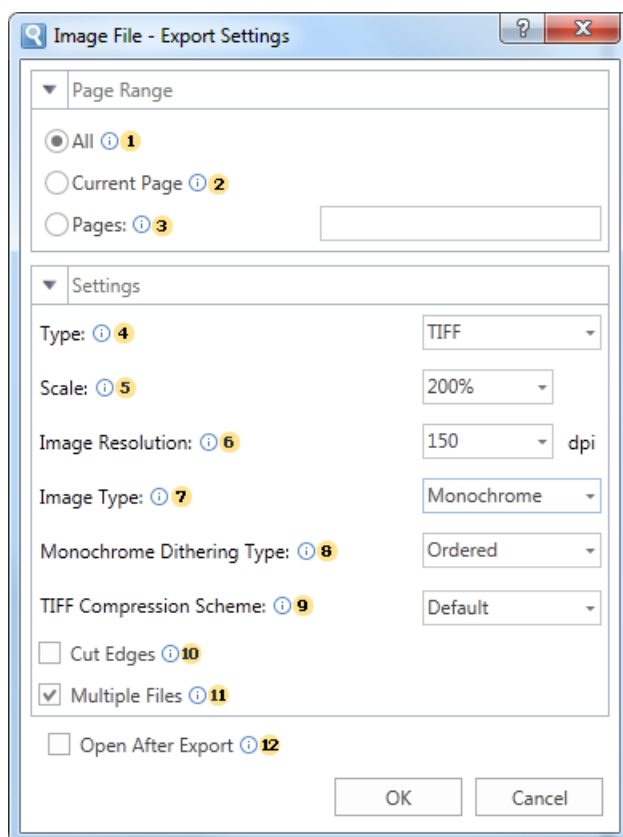 Image File - Export Settings
Page Range
All 1
Current Page 2
Pages: 3
Settings
Type: 4 TIFF
Scale: 5 200%
Image Resolution: 6 150 dpi
Image Type: 7 Monochrome
Monochrome Dithering Type: 8 Ordered
TIFF Compression Scheme: 9 Default
Cut Edges 10
Multiple Files 11
Open After Export 12
OK Cancel